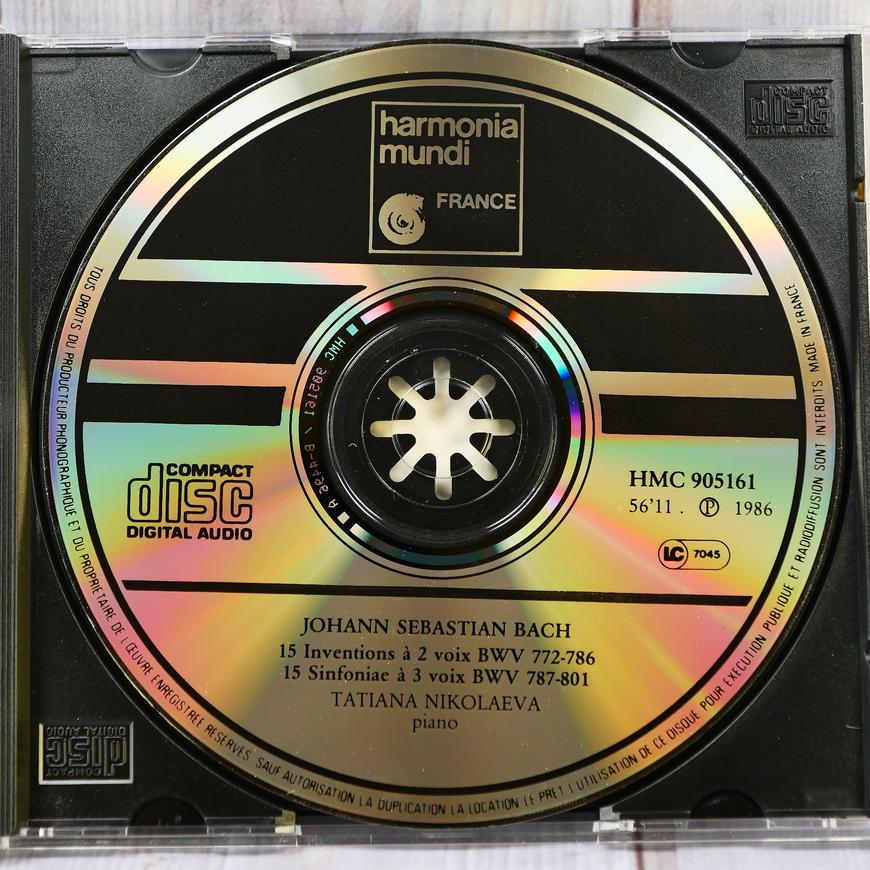 harmonia
mundi
FRANCE
COMPACT
disc
DIGITAL AUDIO
HMC 905161 / B-4494 A
COMPACT
disc
DIGITAL AUDIO
HMC 905161
56'11 . ℗ 1986
LC 7045
JOHANN SEBASTIAN BACH
15 Inventions à 2 voix BWV 772-786
15 Sinfoniae à 3 voix BWV 787-801
TATIANA NIKOLAEVA
piano
TOUS DROITS DU PRODUCTEUR PHONOGRAPHIQUE ET DU PROPRIETAIRE DE L'ŒUVRE ENREGISTREE RESERVES SAUF AUTORISATION LA DUPLICATION LA LOCATION LE PRET L'UTILISATION DE CE DISQUE POUR EXECUTION PUBLIQUE ET RADIODIFFUSION SONT INTERDITS MADE IN FRANCE
COMPACT
disc
DIGITAL AUDIO